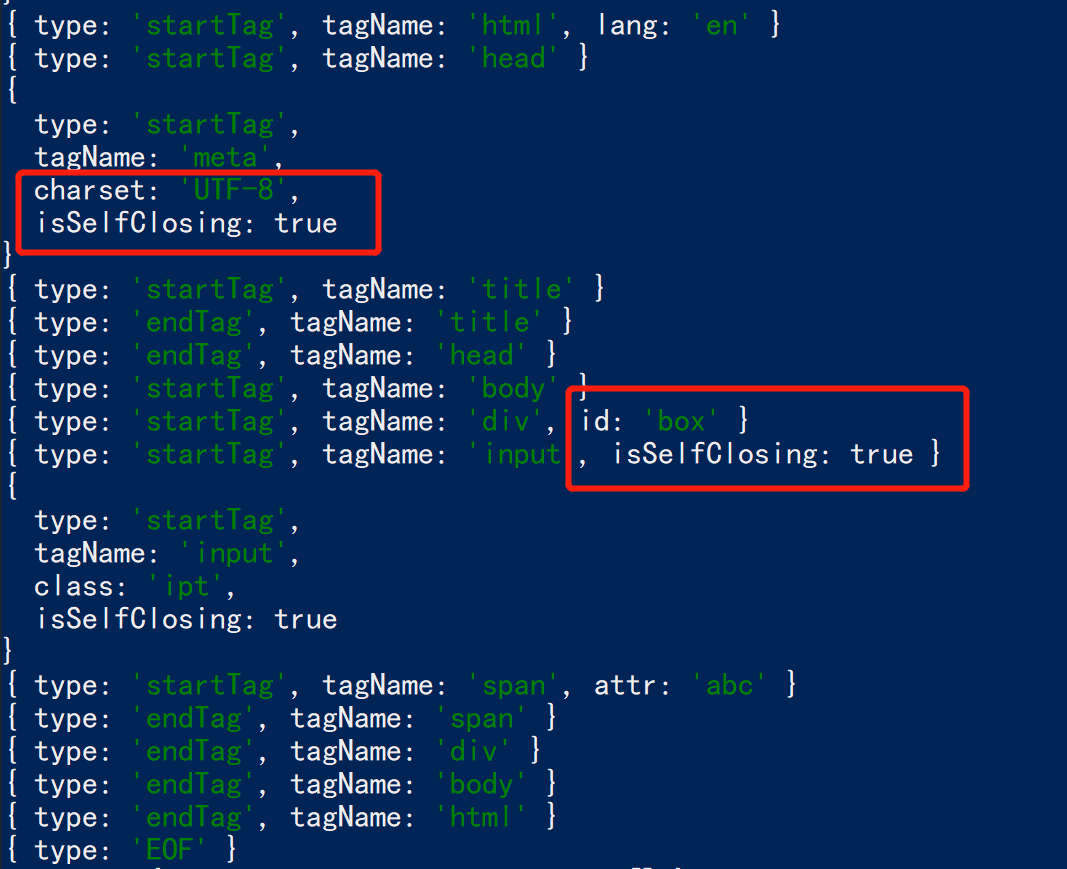 }
{ type: 'startTag', tagName: 'html', lang: 'en' }
{ type: 'startTag', tagName: 'head' }
{
  type: 'startTag',
  tagName: 'meta',
  charset: 'UTF-8',
  isSelfClosing: true
}
{ type: 'startTag', tagName: 'title' }
{ type: 'endTag', tagName: 'title' }
{ type: 'endTag', tagName: 'head' }
{ type: 'startTag', tagName: 'body' }
{ type: 'startTag', tagName: 'div', id: 'box' }
{ type: 'startTag', tagName: 'input', isSelfClosing: true }
{
  type: 'startTag',
  tagName: 'input',
  class: 'ipt',
  isSelfClosing: true
}
{ type: 'startTag', tagName: 'span', attr: 'abc' }
{ type: 'endTag', tagName: 'span' }
{ type: 'endTag', tagName: 'div' }
{ type: 'endTag', tagName: 'body' }
{ type: 'endTag', tagName: 'html' }
{ type: 'EOF' }